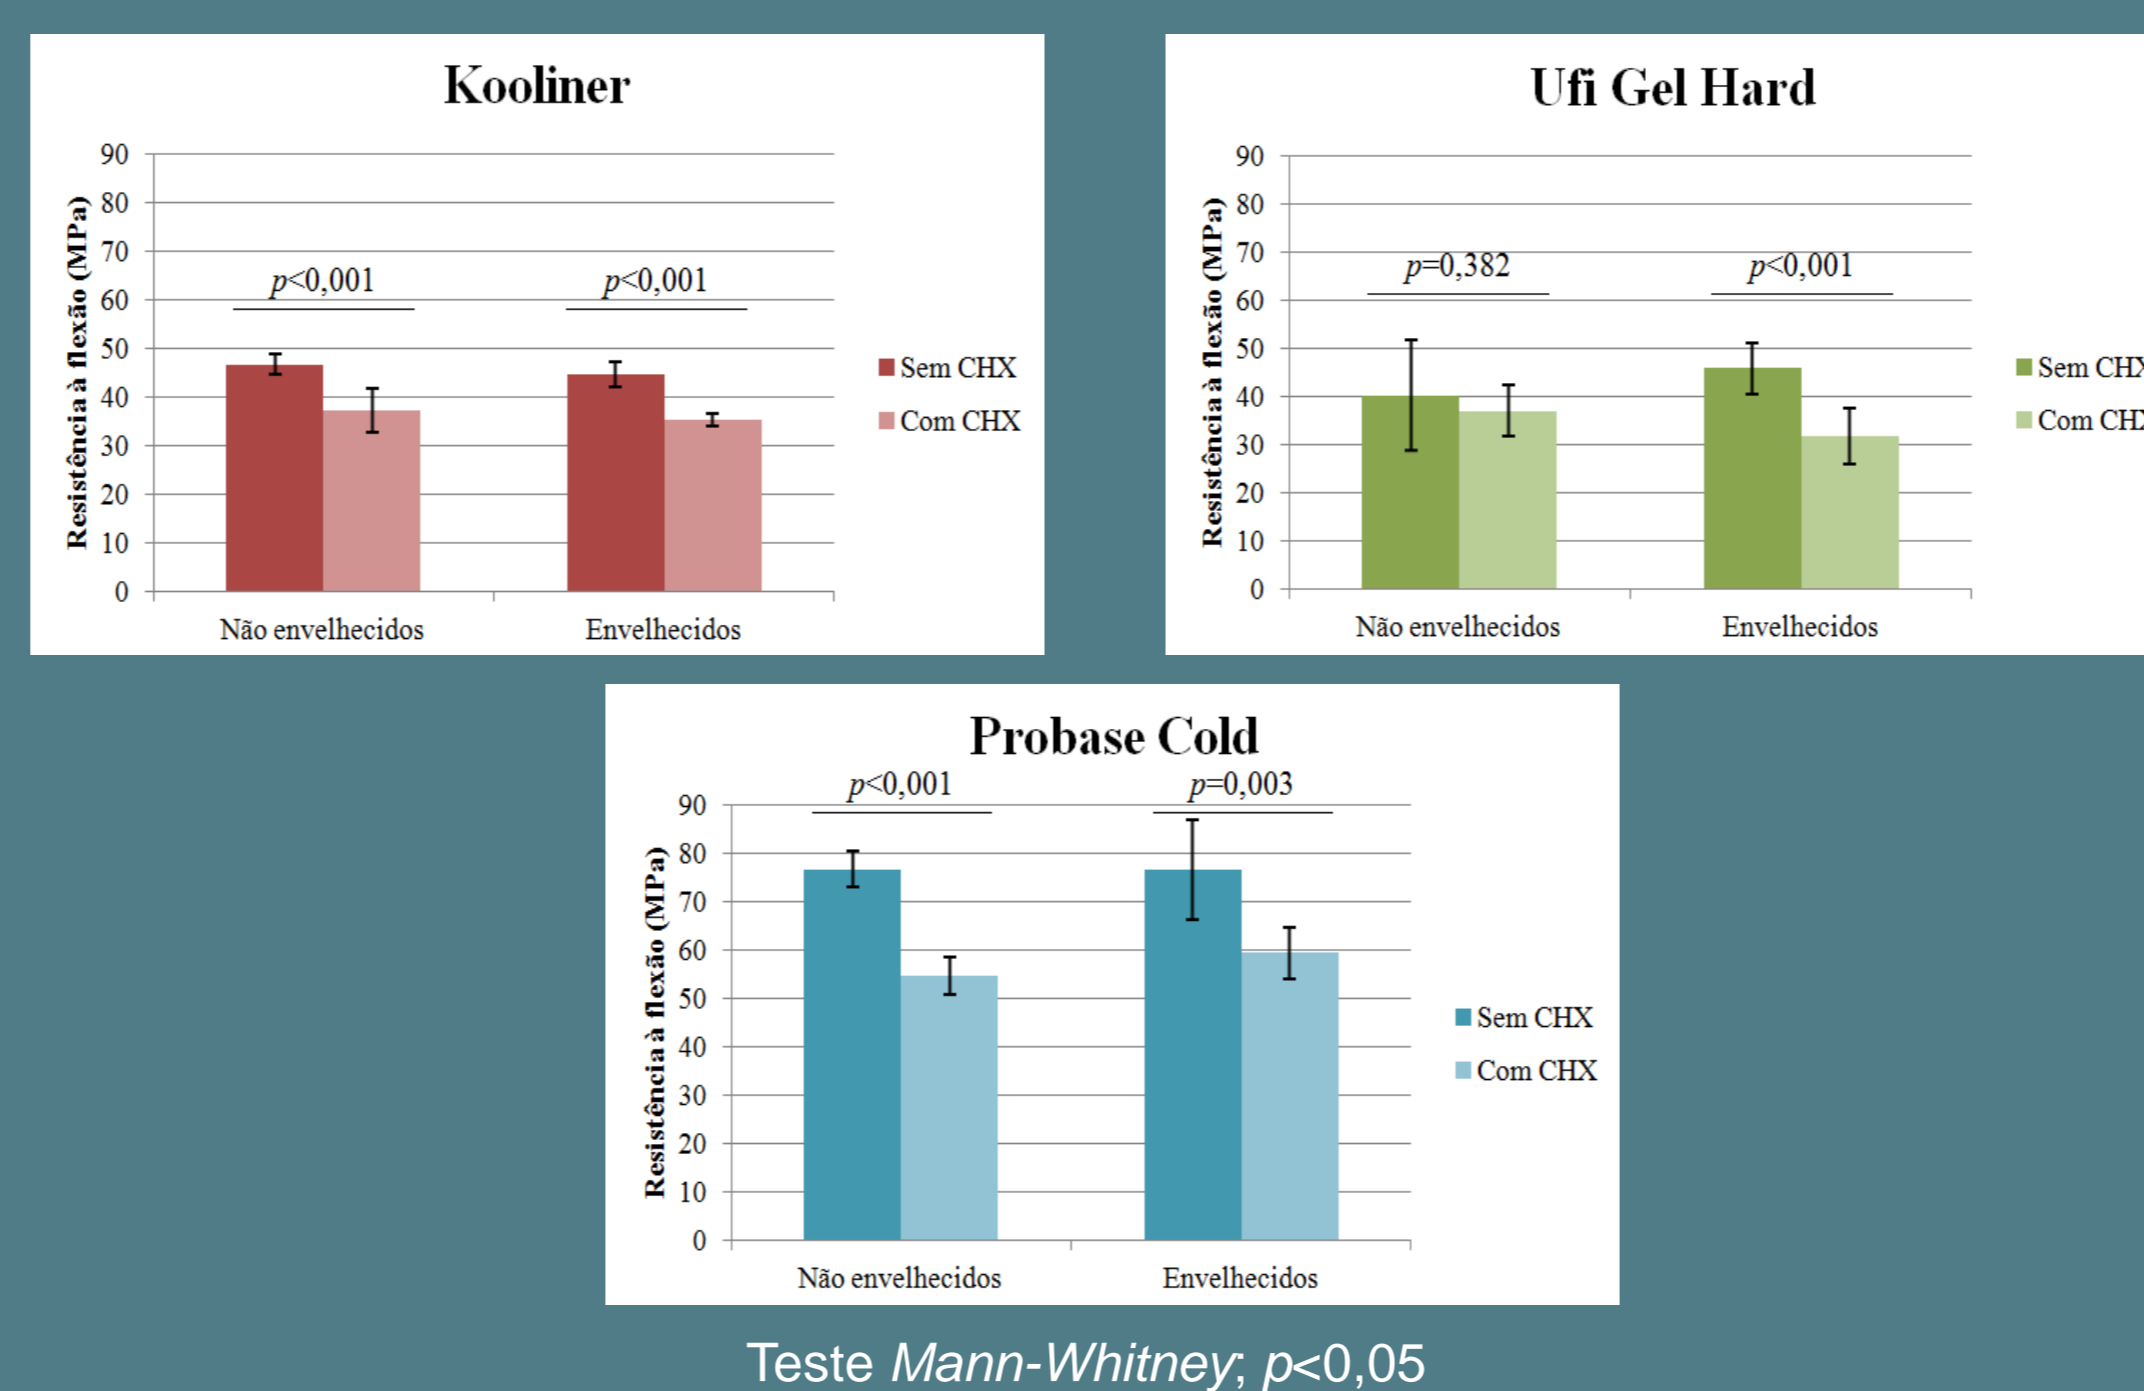 Kooliner
Resistência à flexão (MPa)
90
80
70
60
50
40
30
20
10
0
p<0,001
p<0,001
Não envelhecidos
Envelhecidos
Sem CHX
Com CHX
Ufi Gel Hard
Resistência à flexão (MPa)
90
80
70
60
50
40
30
20
10
0
p=0,382
p<0,001
Não envelhecidos
Envelhecidos
Sem CHX
Com CHX
Probase Cold
Resistência à flexão (MPa)
90
80
70
60
50
40
30
20
10
0
p<0,001
p=0,003
Não envelhecidos
Envelhecidos
Sem CHX
Com CHX
Teste Mann-Whitney; p<0,05